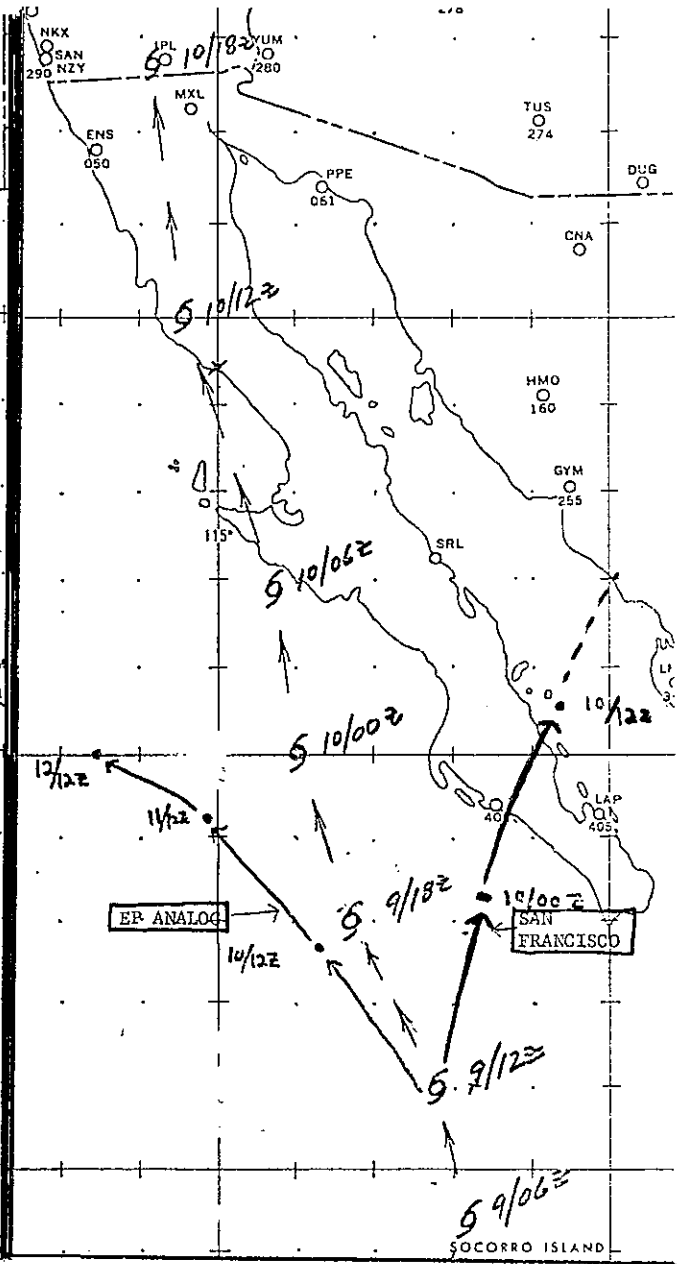 NKX
SAN
NZY
290
IPL
10/18z
YUM
280
MXL
TUS
274
ENS
050
PPE
061
DUG
CNA
10/12z
HMO
160
GYM
255
115°
SRL
10/06z
10/12z
10/00z
12/12z
11/12z
LAP
405
40
9/18z
10/00z
EP ANALOG
SAN
FRANCISCO
10/12z
9/12z
9/06z
SOCORRO ISLAND